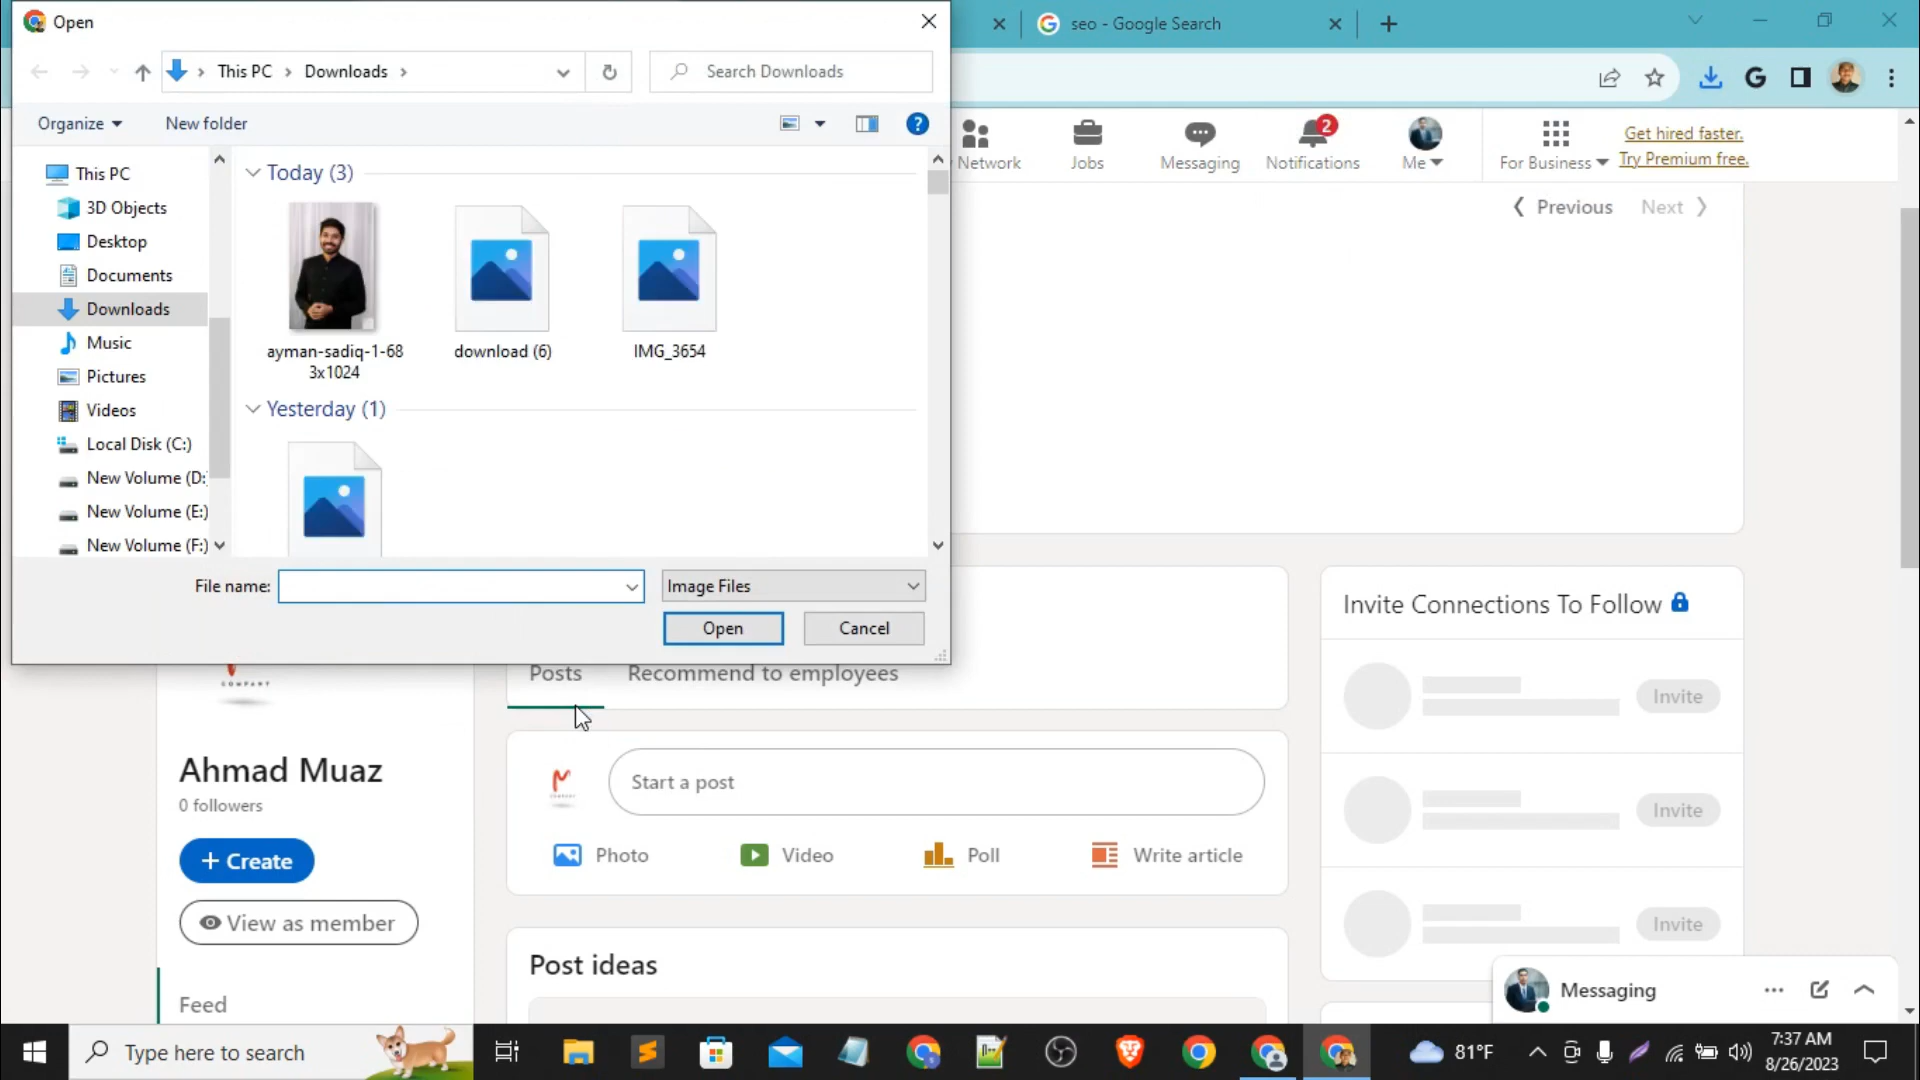 Open
seo - Google Search
This PC
Downloads
Search Downloads
Organize
New folder
This PC
3D Objects
Desktop
Documents
Downloads
Music
Pictures
Videos
Local Disk (C:)
New Volume (D:
New Volume (E:)
New Volume (F:)
Today (3)
ayman-sadiq-1-68
3x1024
download (6)
IMG_3654
Yesterday (1)
File name:
Image Files
Open
Cancel
Network
Jobs
Messaging
2
Notifications
Me
For Business
Get hired faster.
Try Premium free.
Previous
Next
COMPANY
Ahmad Muaz
0 followers
+ Create
View as member
Feed
Posts
Recommend to employees
COMPANY
Start a post
Photo
Video
Poll
Write article
Post ideas
Invite Connections To Follow
Invite
Invite
Invite
Messaging
Type here to search
81°F
7:37 AM
8/26/2023